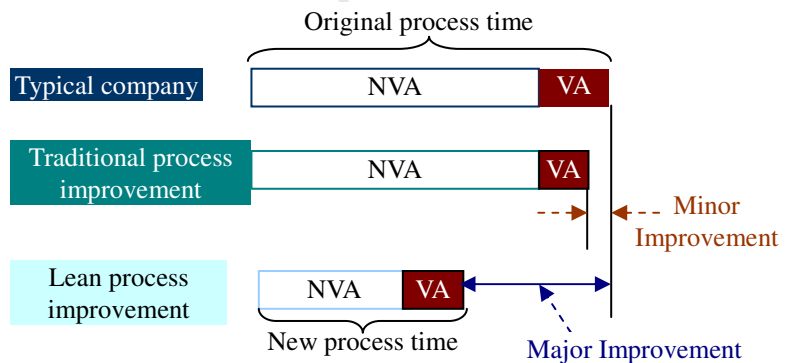 Original process time
Typical company
NVA
VA
Traditional process
improvement
NVA
VA
Minor
Improvement
Lean process
improvement
NVA
VA
New process time
Major Improvement